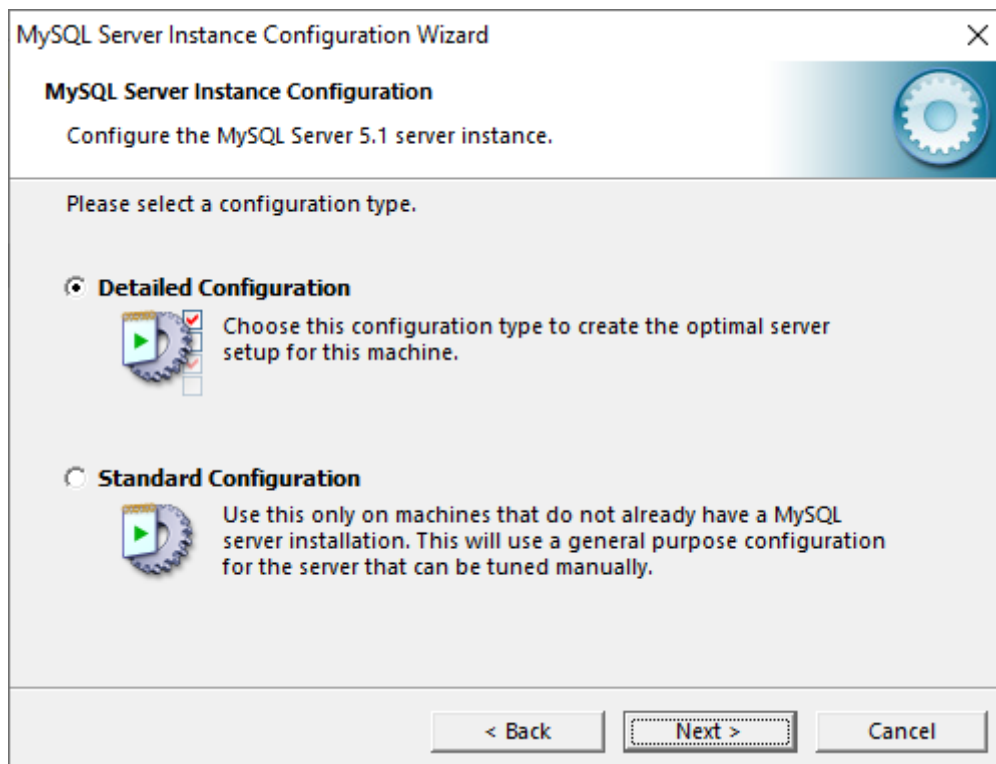 MySQL Server Instance Configuration Wizard
MySQL Server Instance Configuration
Configure the MySQL Server 5.1 server instance.
Please select a configuration type.
Detailed Configuration
Choose this configuration type to create the optimal server
setup for this machine.
Standard Configuration
Use this only on machines that do not already have a MySQL
server installation. This will use a general purpose configuration
for the server that can be tuned manually.
< Back
Next >
Cancel